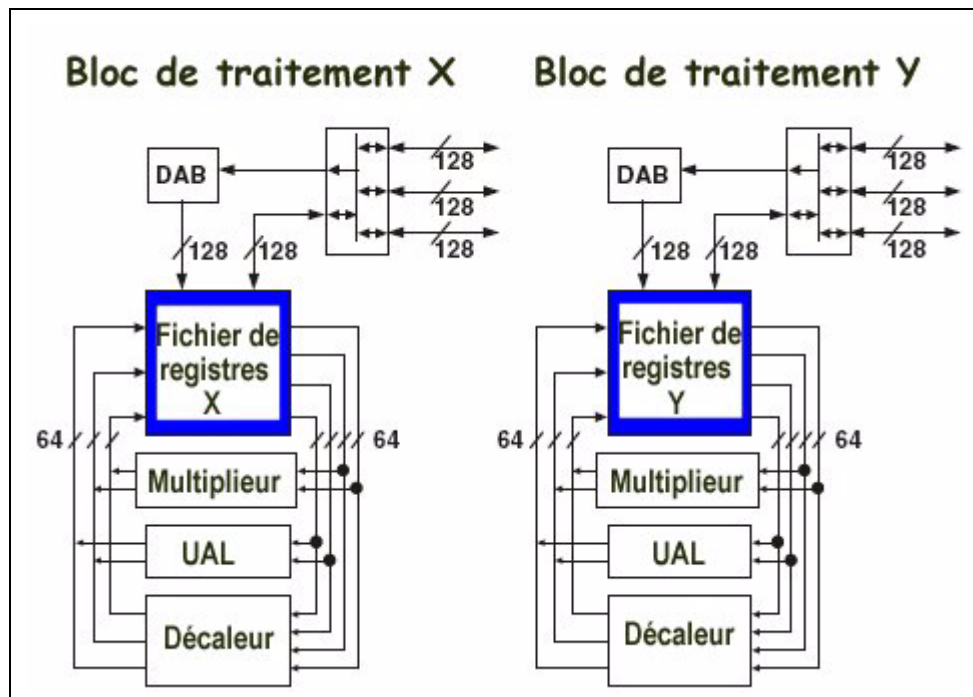 Bloc de traitement X
DAB
128
128
128
128
128
Fichier de
registres
X
64
64
Multiplieur
UAL
Décaleur
Bloc de traitement Y
DAB
128
128
128
128
128
Fichier de
registres
Y
64
64
Multiplieur
UAL
Décaleur